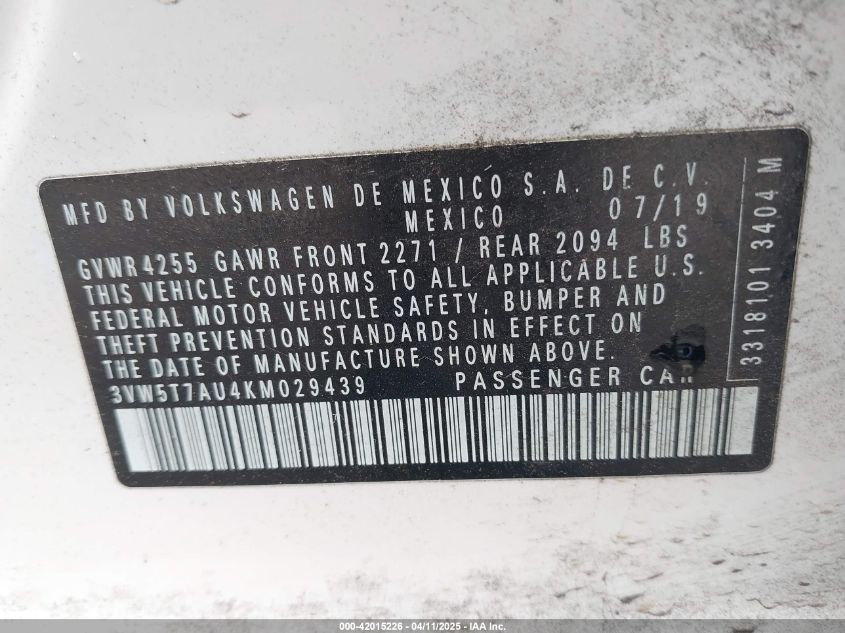 MFD BY VOLKSWAGEN DE MEXICO S.A. DE C.V.
MEXICO 07/19
GVWR 4255 GAWR FRONT 2271 / REAR 2094 LBS
THIS VEHICLE CONFORMS TO ALL APPLICABLE U.S.
FEDERAL MOTOR VEHICLE SAFETY, BUMPER AND
THEFT PREVENTION STANDARDS IN EFFECT ON
THE DATE OF MANUFACTURE SHOWN ABOVE.
3VW5T7AU4KM029439 PASSENGER CAR
3318101 3404 M
000-42015226 - 04/11/2025 - IAA Inc.